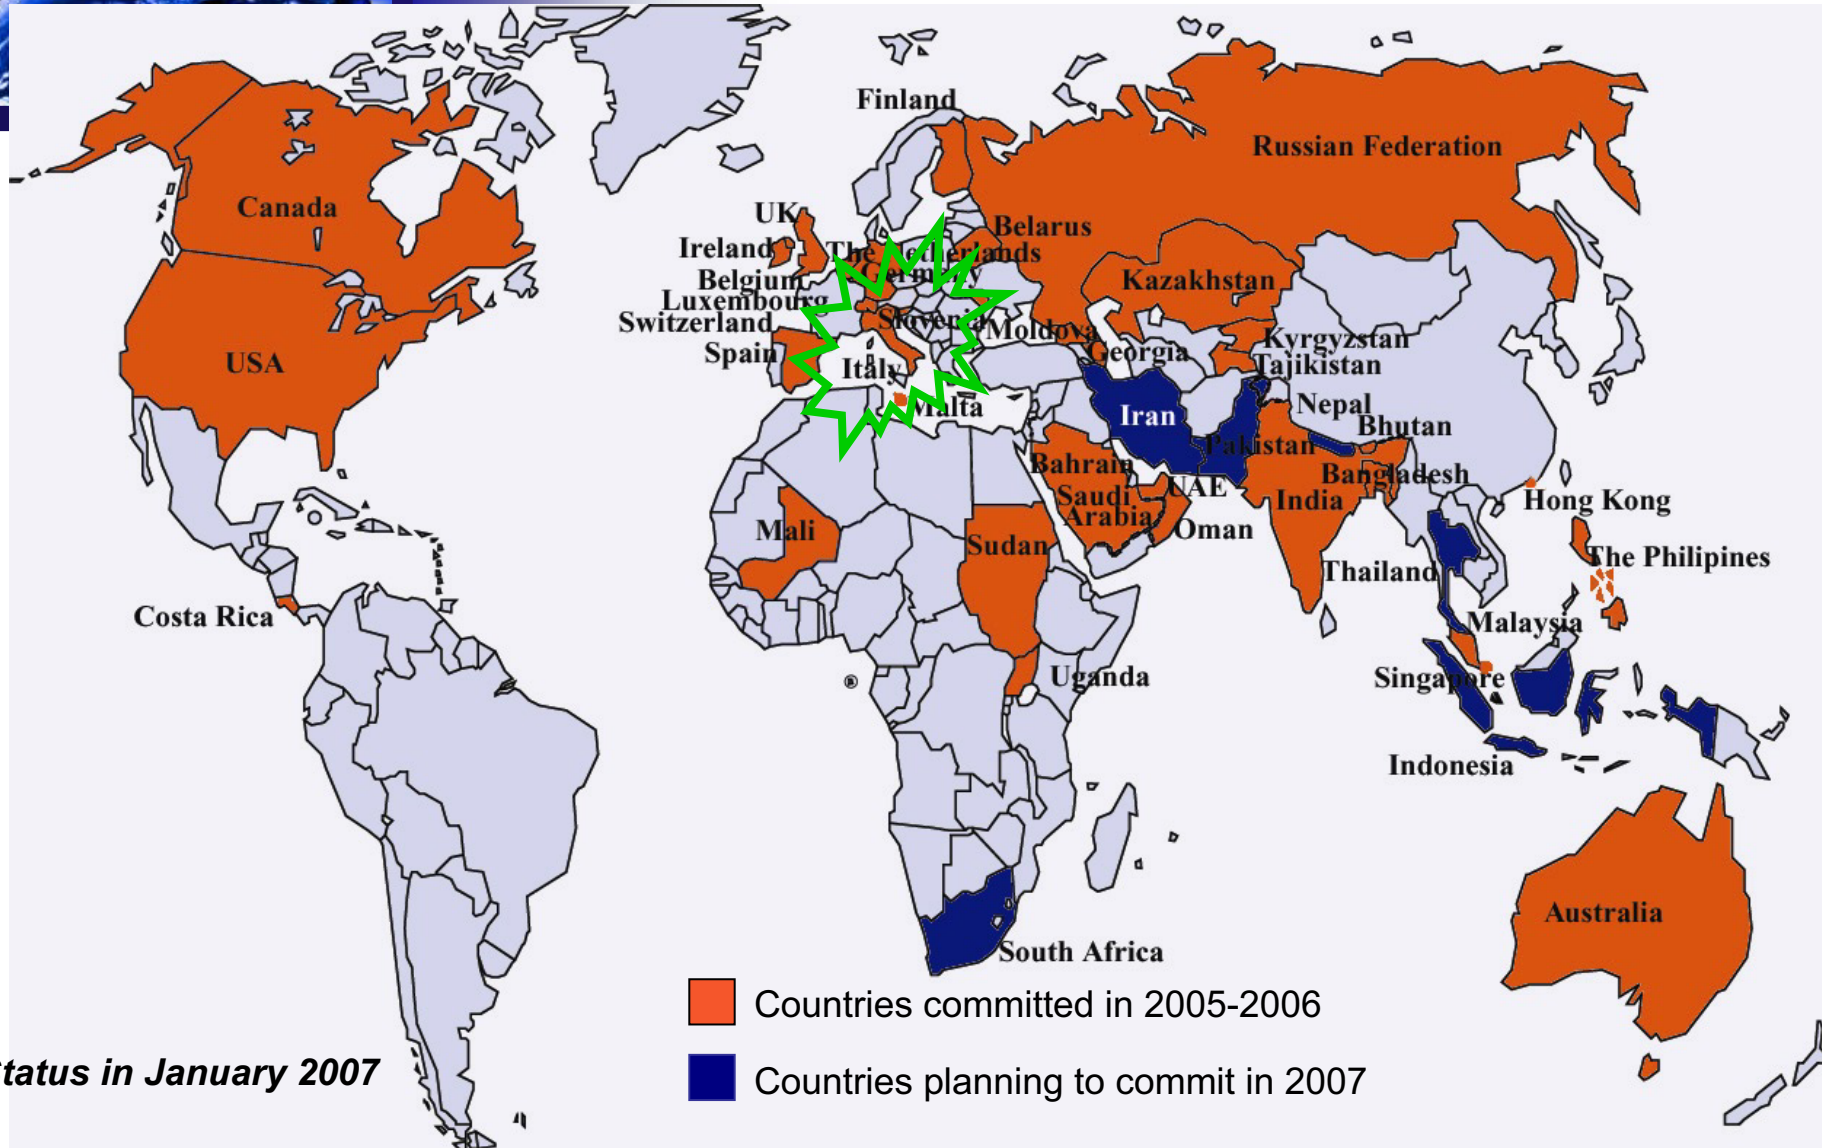 Finland
Russian Federation
Canada
UK
Belarus
Ireland
The Netherlands
Belgium
Germany
Kazakhstan
Luxembourg
Switzerland
Slovenia
Moldova
Kyrgyzstan
USA
Spain
Georgia
Tajikistan
Italy
Malta
Iran
Nepal
Bhutan
Pakistan
Bahrain
Bangladesh
Saudi
Arabia
UAE
India
Hong Kong
Mali
Sudan
Oman
The Philipines
Thailand
Costa Rica
Malaysia
Uganda
Singapore
Indonesia
Australia
South Africa
Countries committed in 2005-2006
tatus in January 2007
Countries planning to commit in 2007